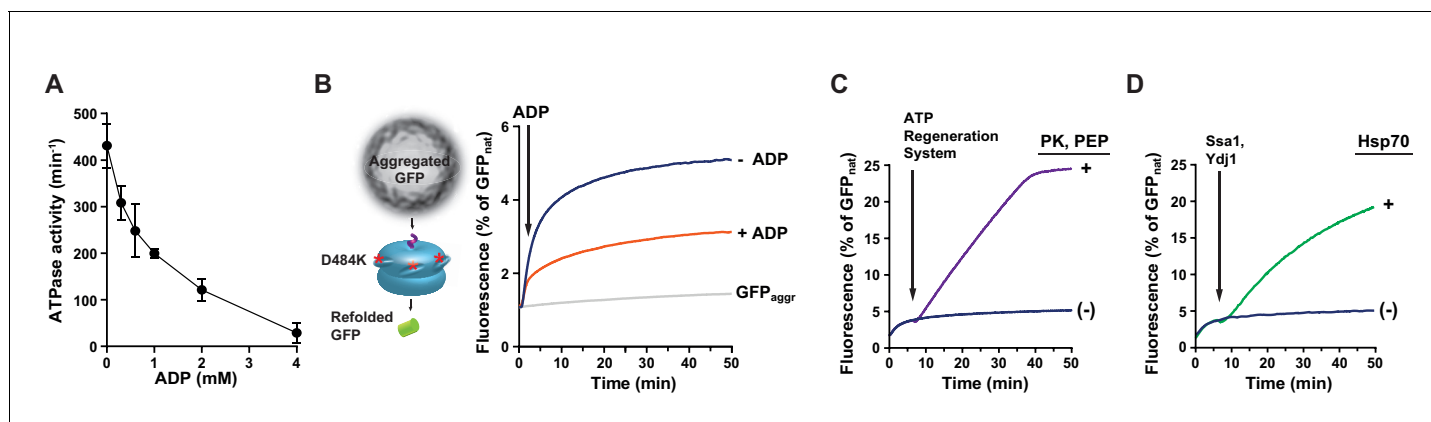 A
ATPase activity (min-1)
500
400
300
200
100
0
0
1
2
3
4
ADP (mM)
B
Aggregated
GFP
D484K
Refolded
GFP
ADP
Fluorescence (% of GFPnat)
6
4
2
0
0
10
20
30
40
50
Time (min)
- ADP
+ ADP
GFPaggr
C
ATP
Regeneration
System
PK, PEP
+
(-)
Fluorescence (% of GFPnat)
25
20
15
10
5
0
0
10
20
30
40
50
Time (min)
D
Ssa1,
Ydj1
Hsp70
+
(-)
Fluorescence (% of GFPnat)
25
20
15
10
5
0
0
10
20
30
40
50
Time (min)